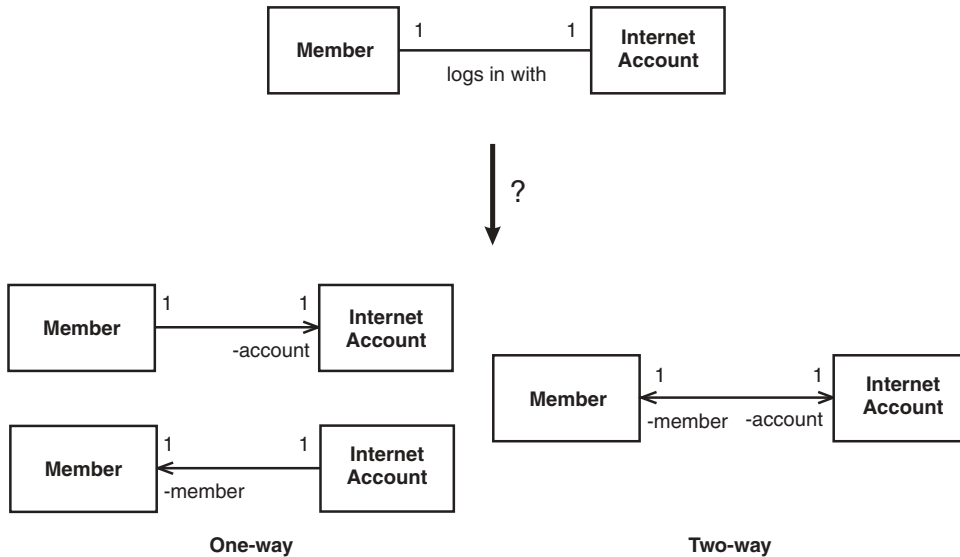 Member
1
1
Internet
Account
logs in with
?
Member
1
1
Internet
Account
-account
Member
1
1
Internet
Account
-member
One-way
Member
1
1
Internet
Account
-member
-account
Two-way